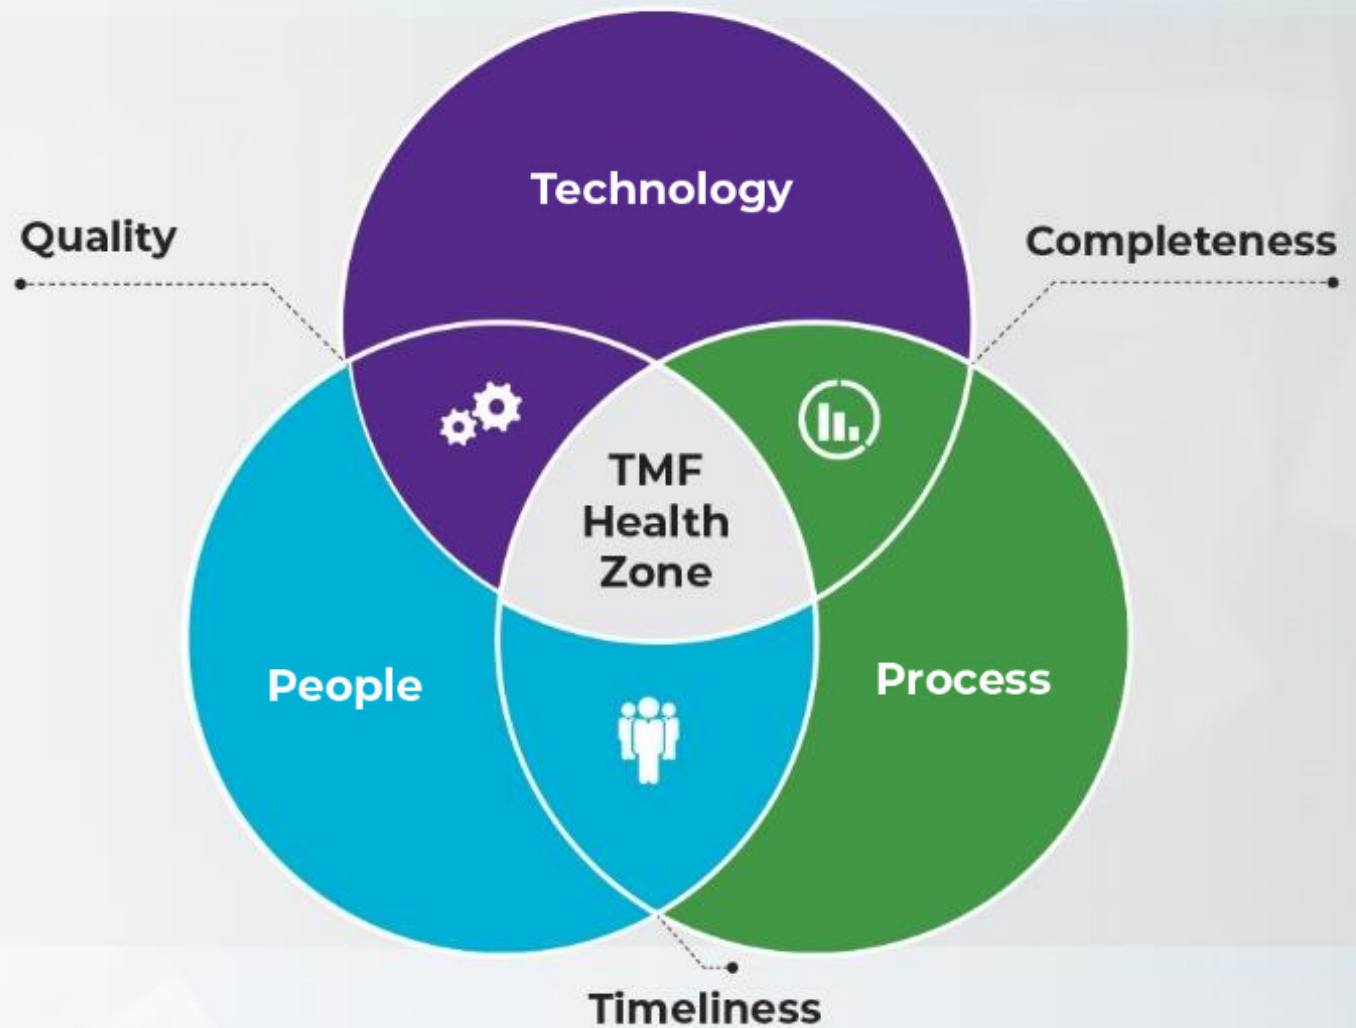 Technology
Quality
Completeness
TMF
Health
Zone
People
Process
Timeliness